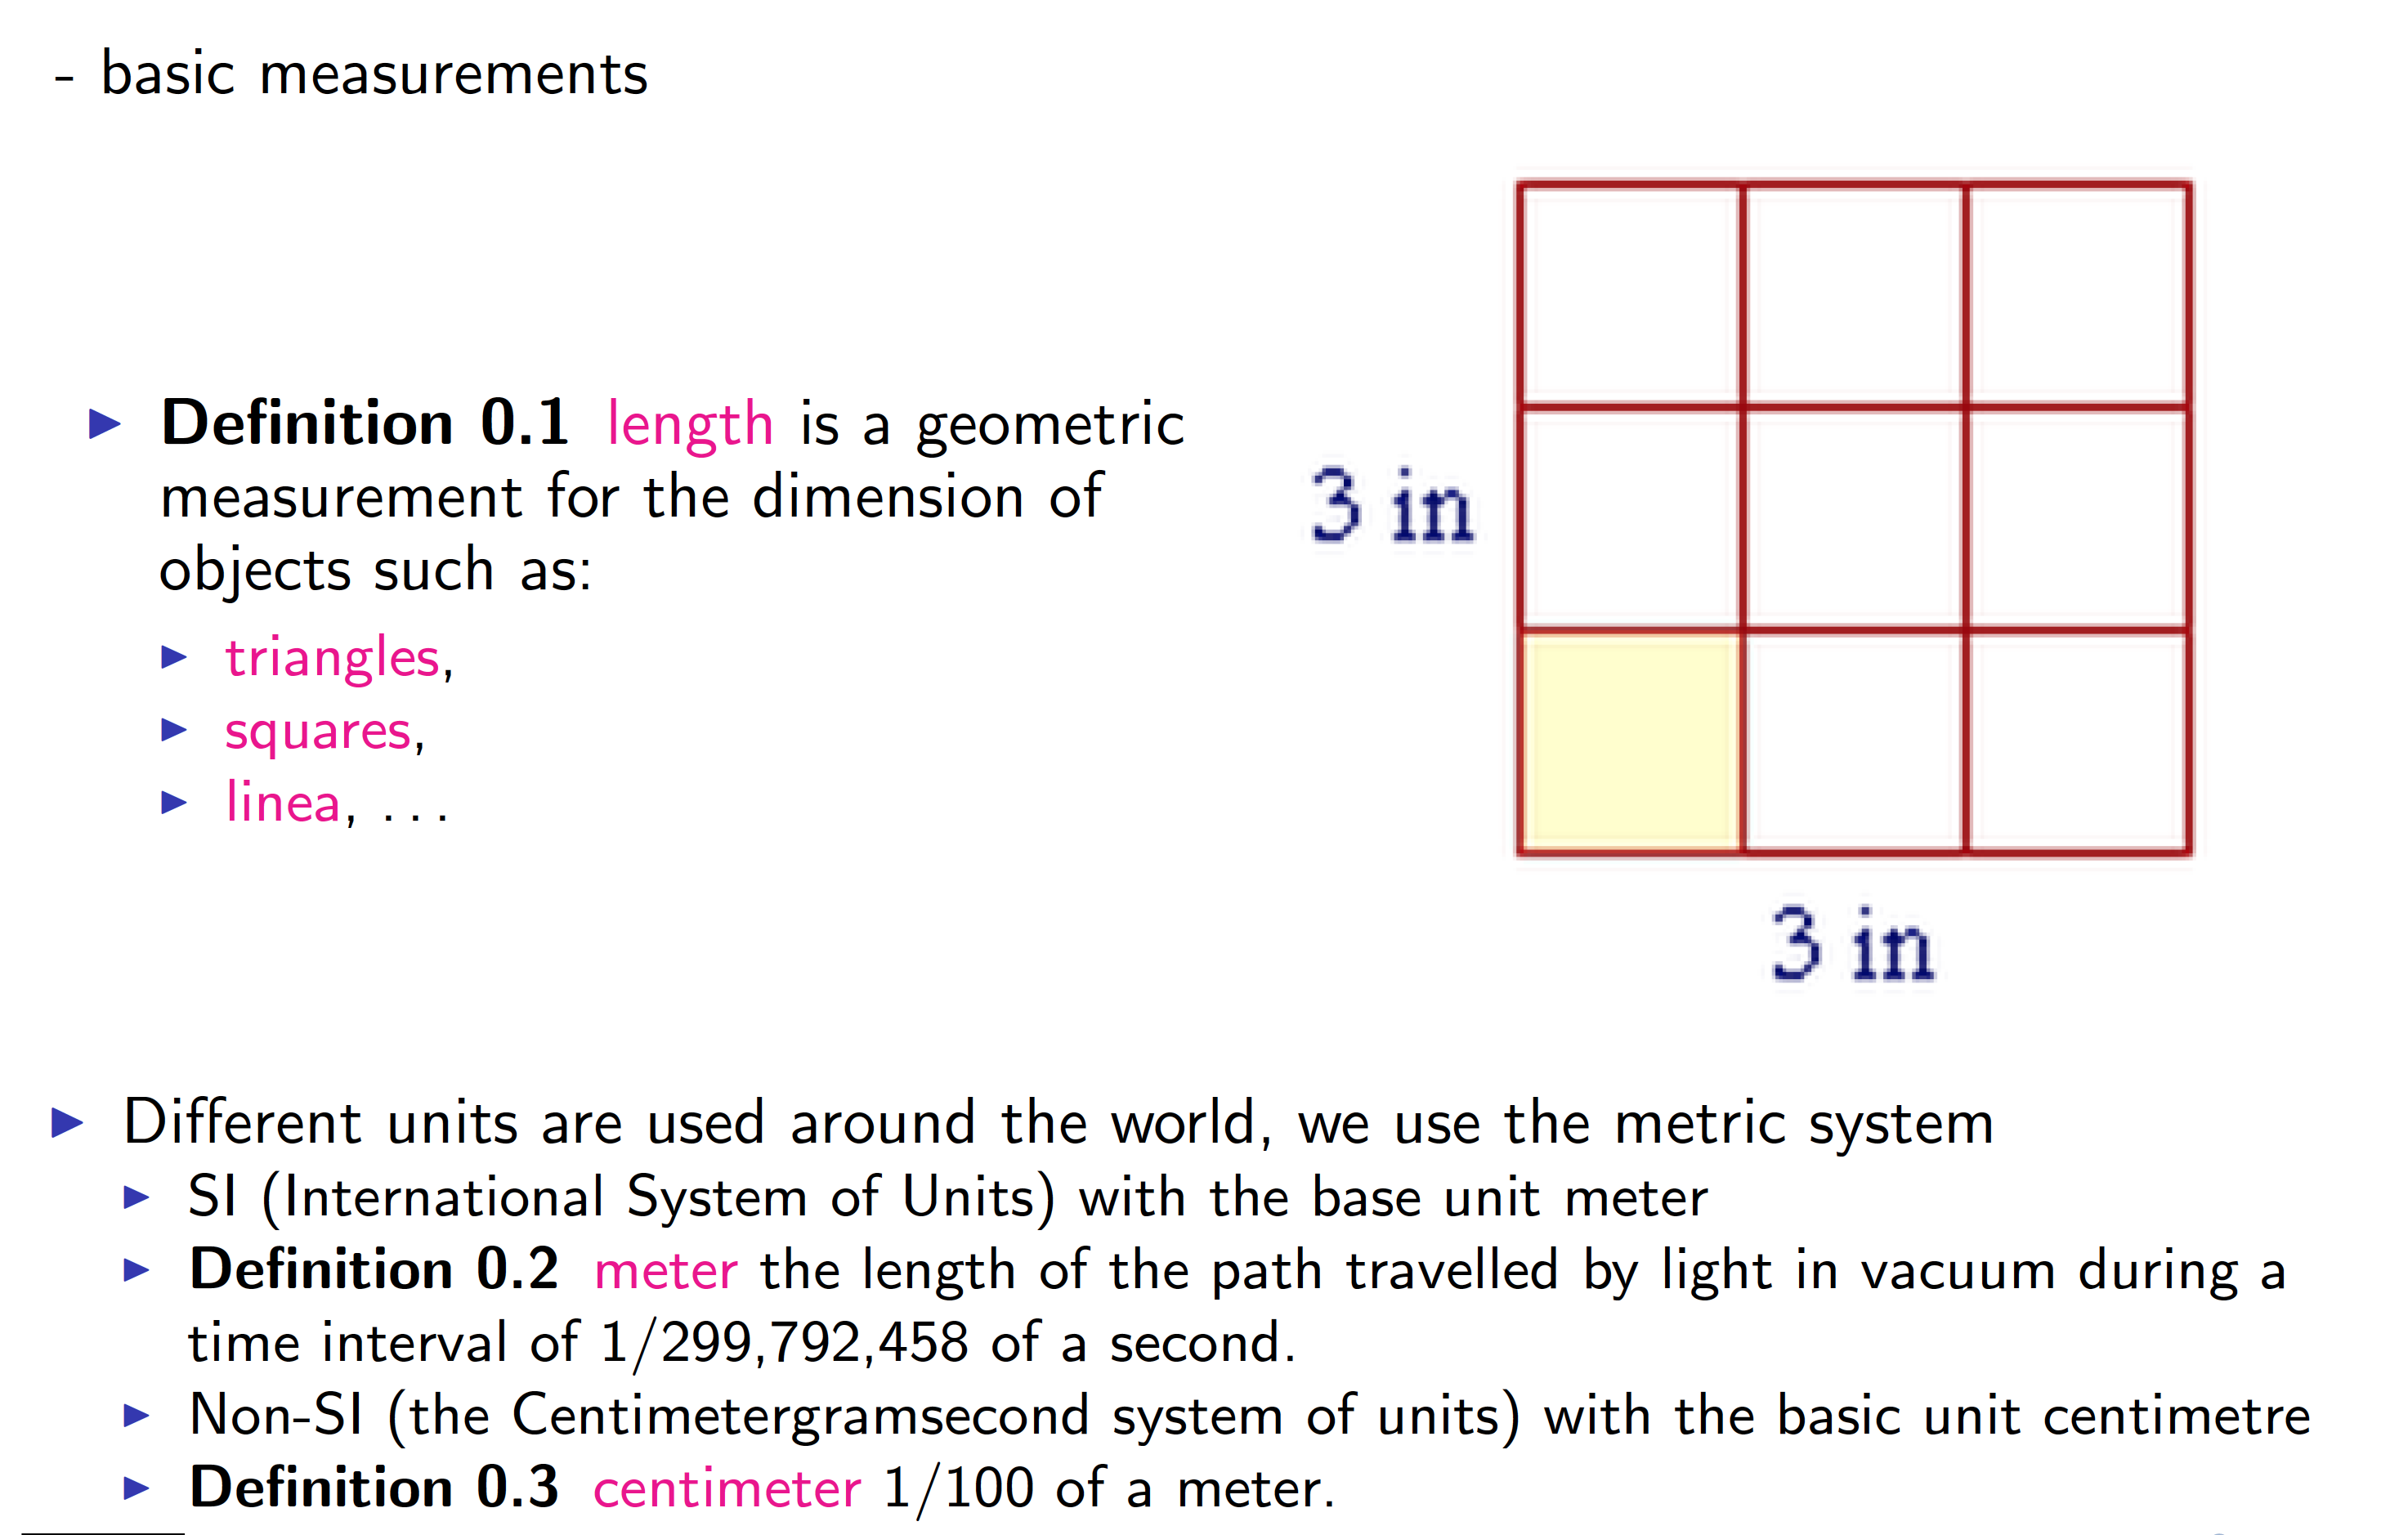 - basic measurements
▶ Definition 0.1 length is a geometric
measurement for the dimension of
objects such as:
▶ triangles,
▶ squares,
▶ linea, ...
3 in
3 in
▶ Different units are used around the world, we use the metric system
▶ SI (International System of Units) with the base unit meter
▶ Definition 0.2 meter the length of the path travelled by light in vacuum during a
time interval of 1/299,792,458 of a second.
▶ Non-SI (the Centimetergramsecond system of units) with the basic unit centimetre
▶ Definition 0.3 centimeter 1/100 of a meter.